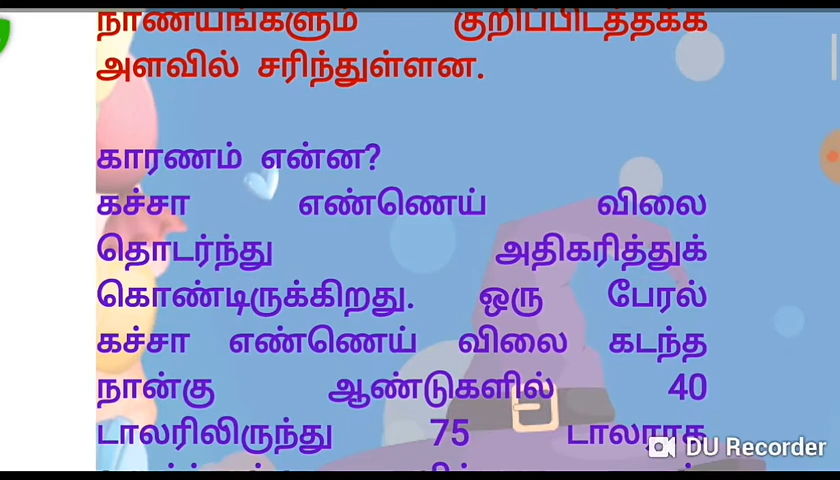 நாணயங்களும் குறிப்பிடத்தக்க
அளவில் சரிந்துள்ளன.
காரணம் என்ன?
கச்சா எண்ணெய் விலை
தொடர்ந்து அதிகரித்துக்
கொண்டிருக்கிறது. ஒரு பேரல்
கச்சா எண்ணெய் விலை கடந்த
நான்கு ஆண்டுகளில் 40
டாலரிலிருந்து 75 டாலராக
DU Recorder